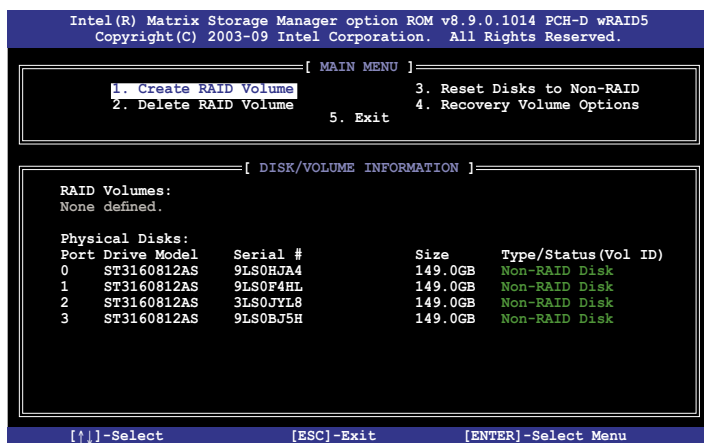 Intel(R) Matrix Storage Manager option ROM v8.9.0.1014 PCH-D wRAID5
Copyright(C) 2003-09 Intel Corporation. All Rights Reserved.
[ MAIN MENU ]
1. Create RAID Volume 3. Reset Disks to Non-RAID
2. Delete RAID Volume 4. Recovery Volume Options
5. Exit
[ DISK/VOLUME INFORMATION ]
RAID Volumes:
None defined.
Physical Disks:
Port Drive Model Serial # Size Type/Status(Vol ID)
0 ST3160812AS 9LS0HJA4 149.0GB Non-RAID Disk
1 ST3160812AS 9LS0F4HL 149.0GB Non-RAID Disk
2 ST3160812AS 3LS0JYL8 149.0GB Non-RAID Disk
3 ST3160812AS 9LS0BJ5H 149.0GB Non-RAID Disk
[↑↓]-Select [ESC]-Exit [ENTER]-Select Menu